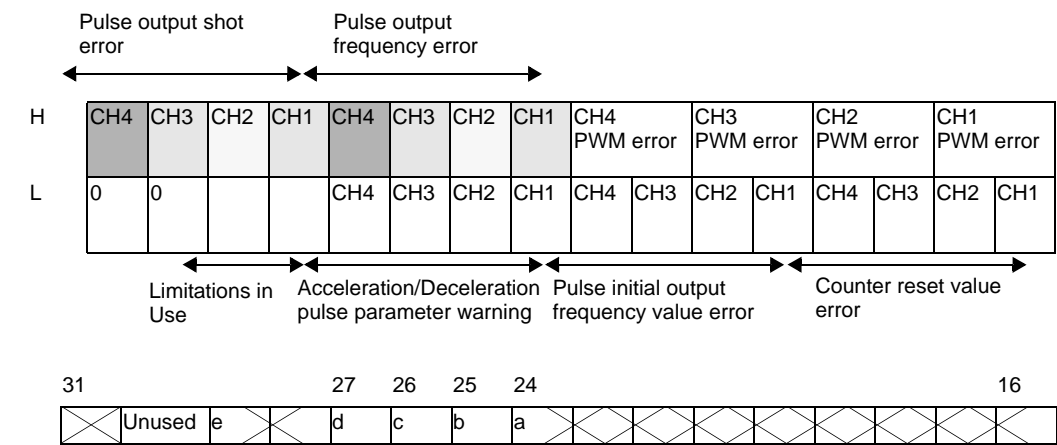 Pulse output shot
error
Pulse output
frequency error
H CH4 CH3 CH2 CH1 CH4 CH3 CH2 CH1 CH4 PWM error CH3 PWM error CH2 PWM error CH1 PWM error
L 0 0 CH4 CH3 CH2 CH1 CH4 CH3 CH2 CH1 CH4 CH3 CH2 CH1
Limitations in
Use
Acceleration/Deceleration
pulse parameter warning
Pulse initial output
frequency value error
Counter reset value
error
31 27 26 25 24 16
Unused e d c b a